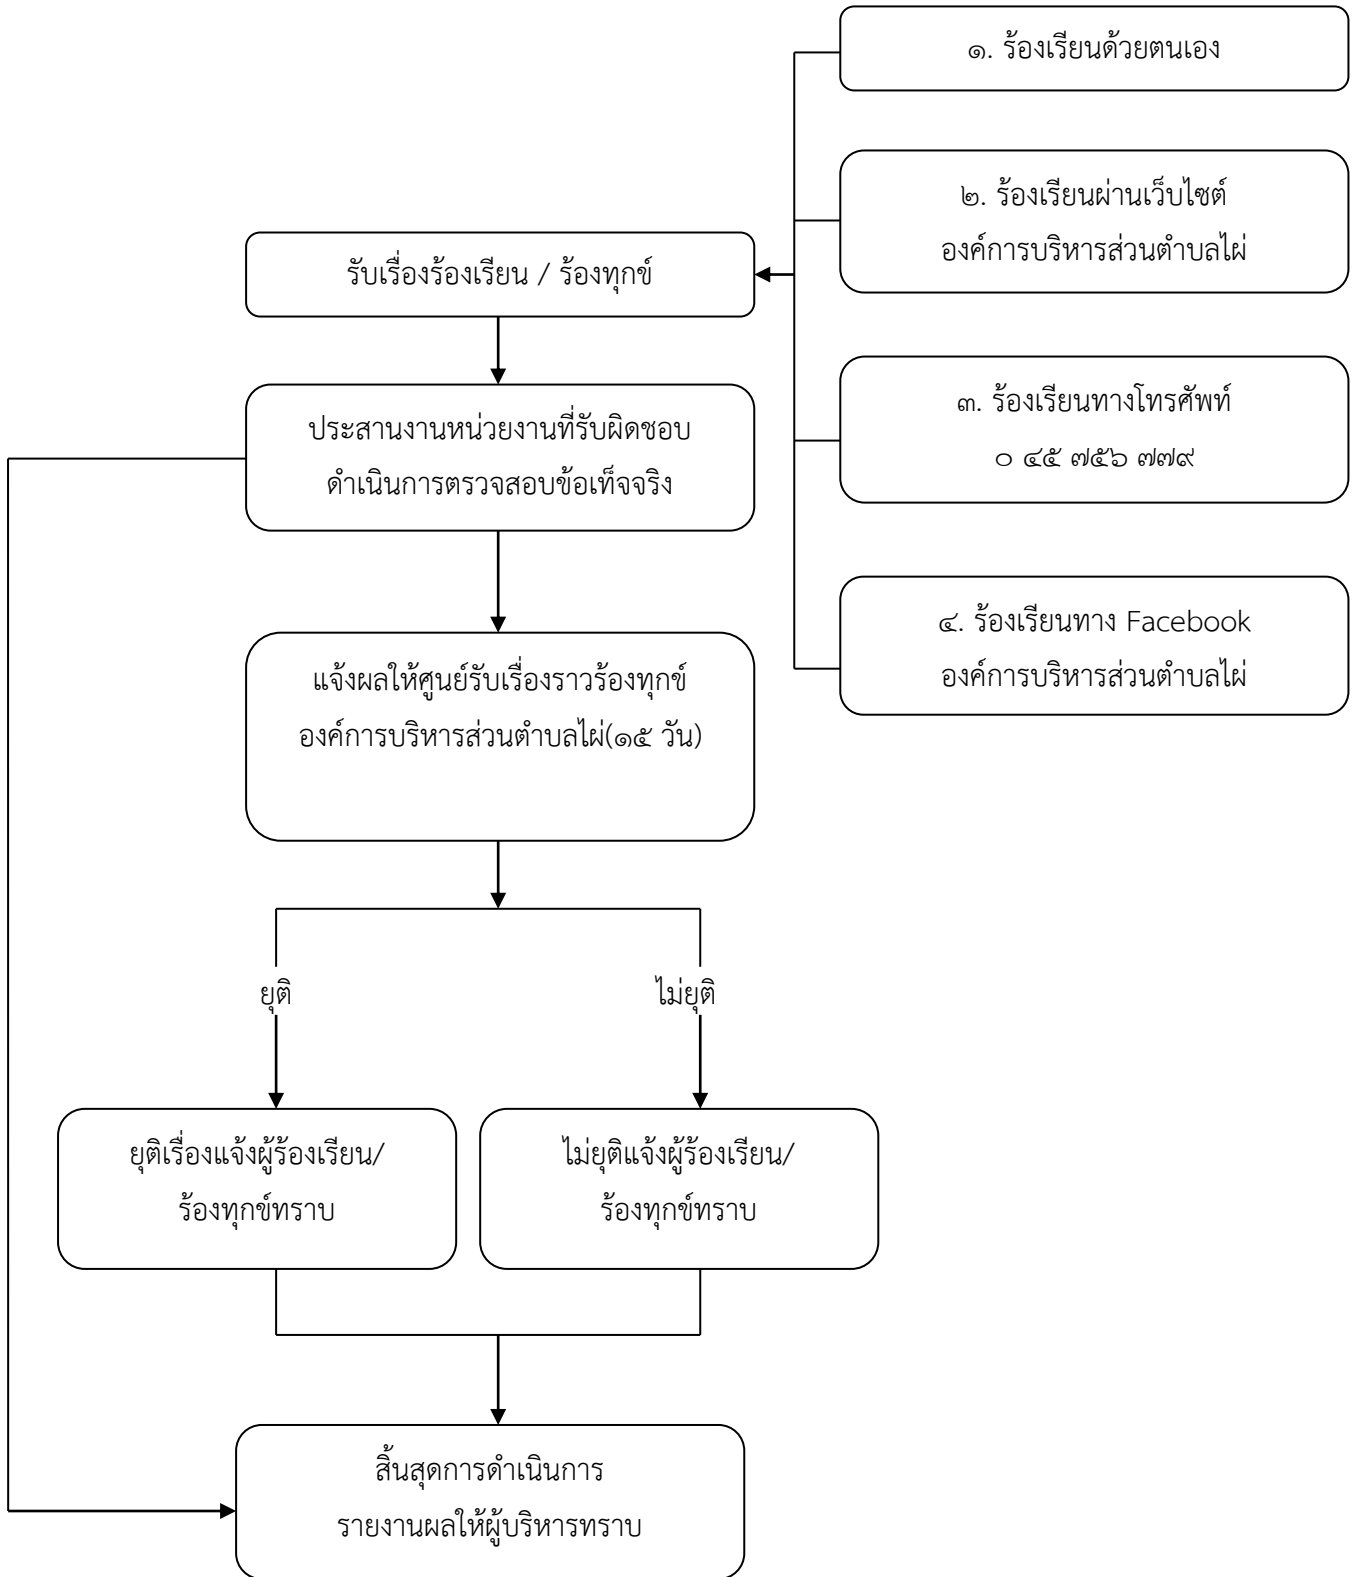 ๑. ร้องเรียนด้วยตนเอง
๒. ร้องเรียนผ่านเว็บไซต์
องค์การบริหารส่วนตำบลไผ่
รับเรื่องร้องเรียน / ร้องทุกข์
๓. ร้องเรียนทางโทรศัพท์
๐ ๔๕ ๗๕๖ ๗๗๙
ประสานงานหน่วยงานที่รับผิดชอบ
ดำเนินการตรวจสอบข้อเท็จจริง
๔. ร้องเรียนทาง Facebook
องค์การบริหารส่วนตำบลไผ่
แจ้งผลให้ศูนย์รับเรื่องราวร้องทุกข์
องค์การบริหารส่วนตำบลไผ่(๑๕ วัน)
ยุติ
ไม่ยุติ
ยุติเรื่องแจ้งผู้ร้องเรียน/
ร้องทุกข์ทราบ
ไม่ยุติแจ้งผู้ร้องเรียน/
ร้องทุกข์ทราบ
สิ้นสุดการดำเนินการ
รายงานผลให้ผู้บริหารทราบ